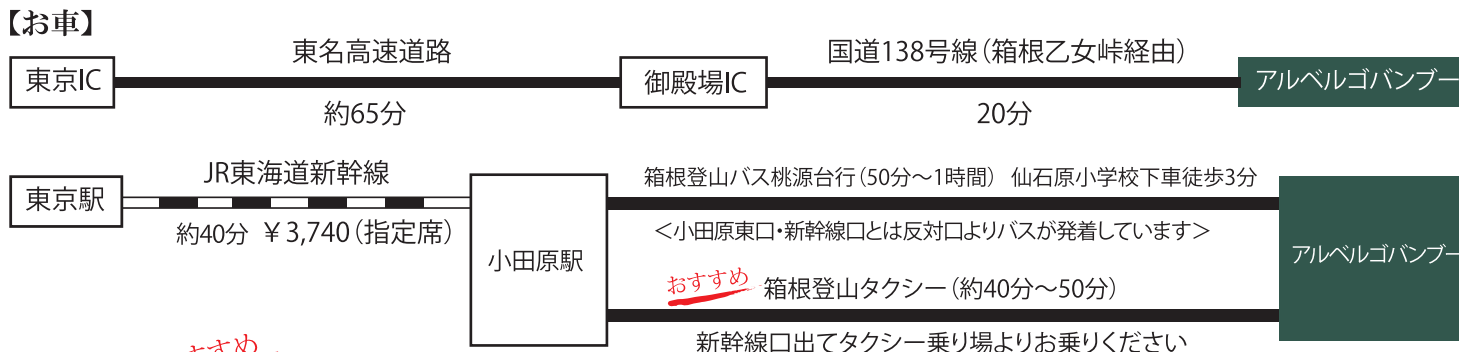 【お車】
東名高速道路
国道138号線（箱根乙女峠経由）
東京IC
御殿場IC
アルベルゴバンブー
約65分
20分
JR東海道新幹線
箱根登山バス桃源台行（50分～1時間） 仙石原小学校下車徒歩3分
東京駅
約40分 ￥3,740（指定席）
＜小田原東口・新幹線口とは反対口よりバスが発着しています＞
小田原駅
アルベルゴバンブー
おすすめ 箱根登山タクシー（約40分～50分）
新幹線口出てタクシー乗り場よりお乗りください
すすめ